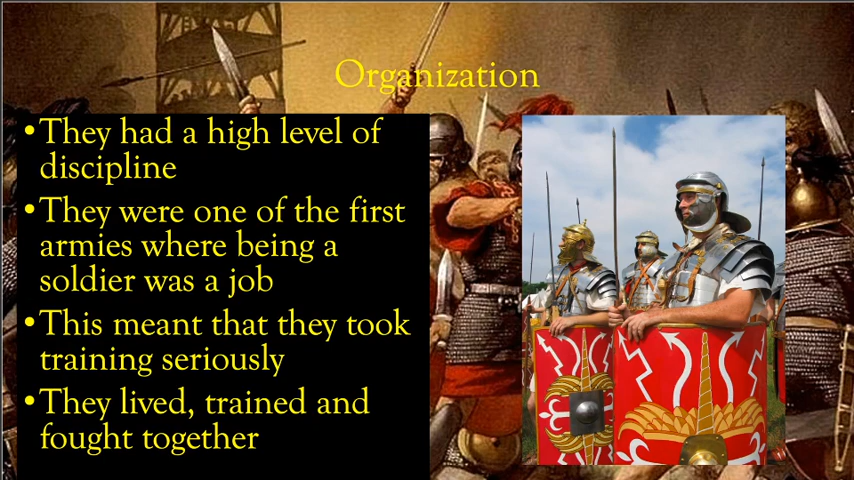 Organization
•They had a high level of
discipline
•They were one of the first
armies where being a
soldier was a job
•This meant that they took
training seriously
•They lived, trained and
fought together